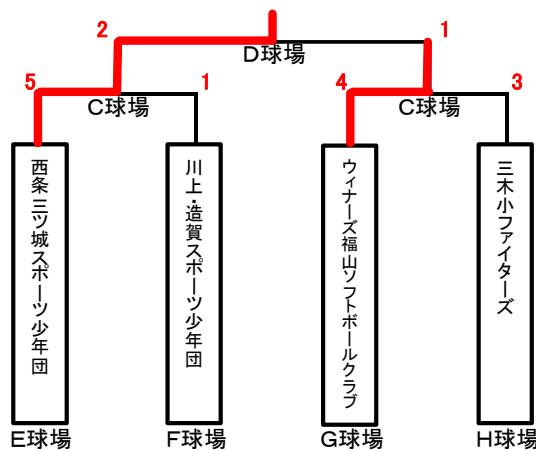 2
1
D球場
5
1
4
3
C球場
C球場
西条三ツ城スポーツ少年団
川上・造賀スポーツ少年団
ウィナーズ福山ソフトボールクラブ
三木小ファイターズ
E球場
F球場
G球場
H球場